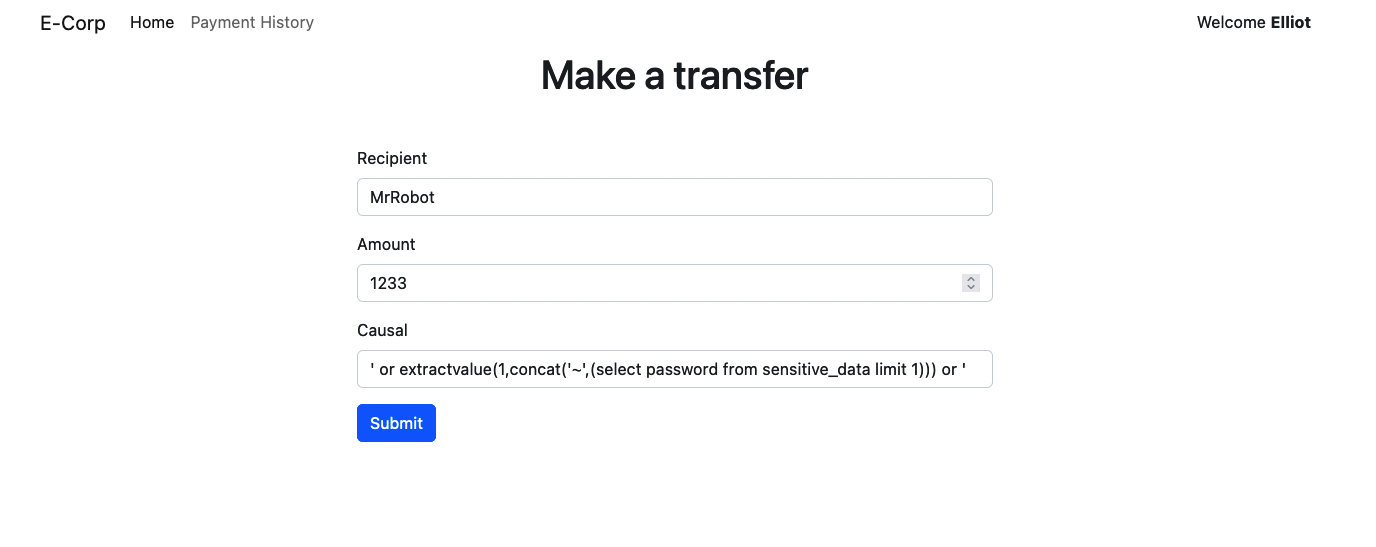 E-Corp Home Payment History Welcome Elliot
Make a transfer
Recipient
MrRobot
Amount
1233
Causal
' or extractvalue(1,concat('~',(select password from sensitive_data limit 1))) or '
Submit